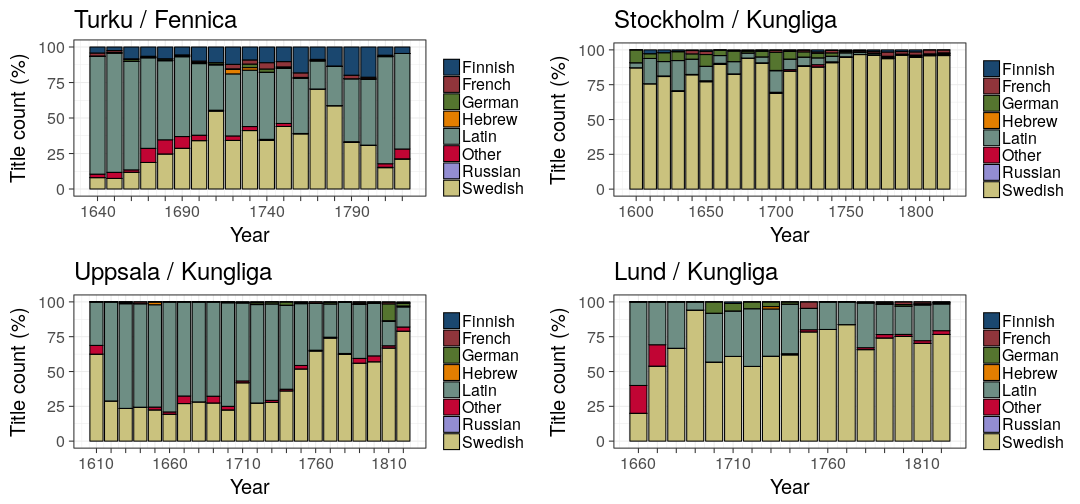 Turku / Fennica
Title count (%)
100
75
50
25
0
1640 1690 1740 1790
Year
Finnish
French
German
Hebrew
Latin
Other
Russian
Swedish
Stockholm / Kungliga
Title count (%)
100
75
50
25
0
1600 1650 1700 1750 1800
Year
Finnish
French
German
Hebrew
Latin
Other
Russian
Swedish
Uppsala / Kungliga
Title count (%)
100
75
50
25
0
1610 1660 1710 1760 1810
Year
Finnish
French
German
Hebrew
Latin
Other
Russian
Swedish
Lund / Kungliga
Title count (%)
100
75
50
25
0
1660 1710 1760 1810
Year
Finnish
French
German
Hebrew
Latin
Other
Russian
Swedish